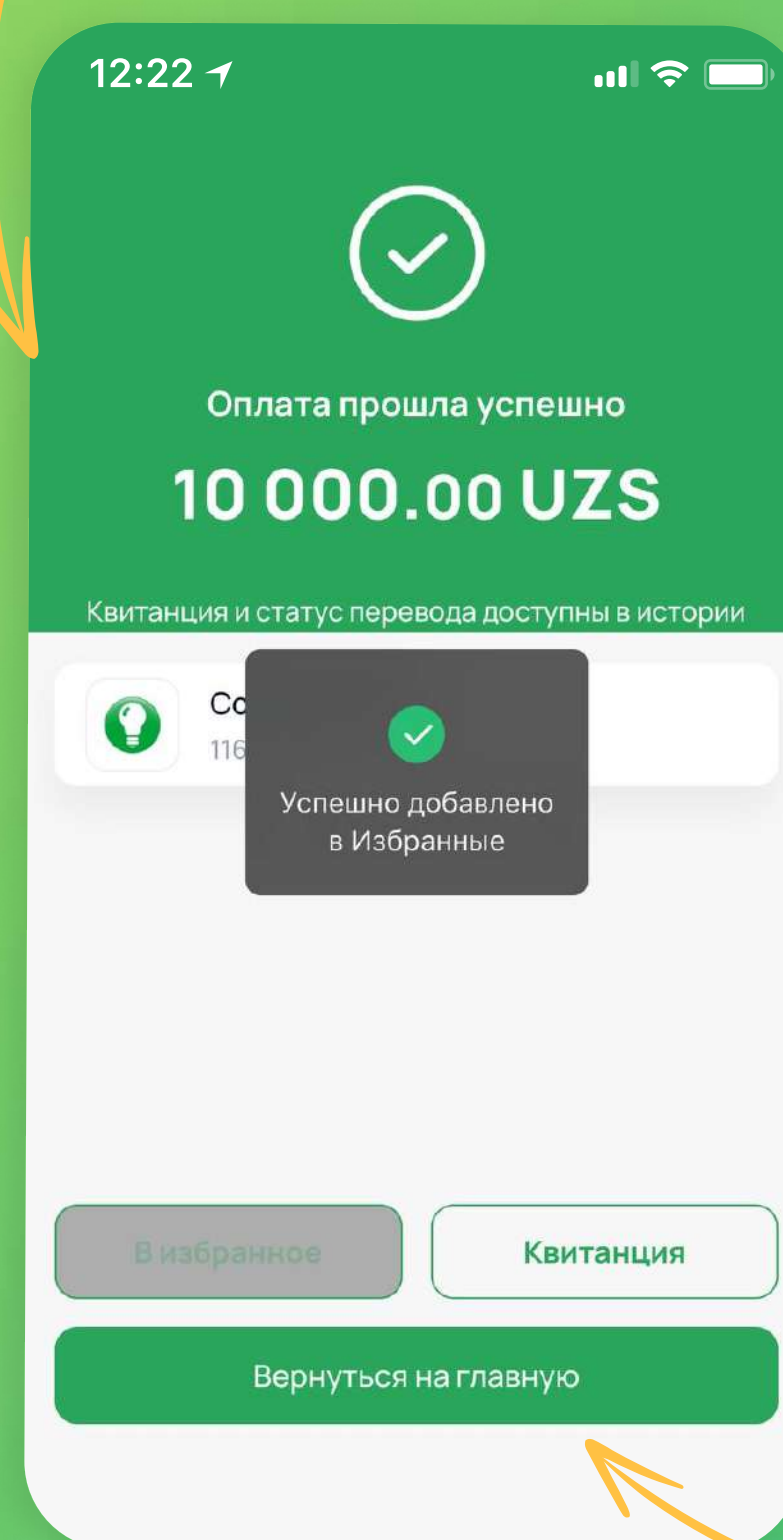 12:22
Оплата прошла успешно
10 000.00 UZS
Квитанция и статус перевода доступны в истории
Успешно добавлено
в Избранные
В избранное
Квитанция
Вернуться на главную